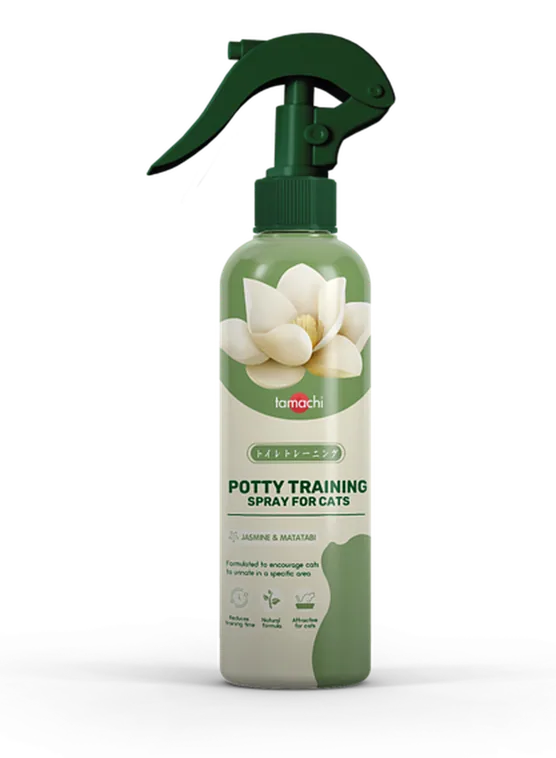 tamachi
トイレトレーニング
POTTY TRAINING
SPRAY FOR CATS
JASMINE & MATATABI
Formulated to encourage cats
to urinate in a specific area
Reduces
training time
Natural
formula
Attractive
for cats